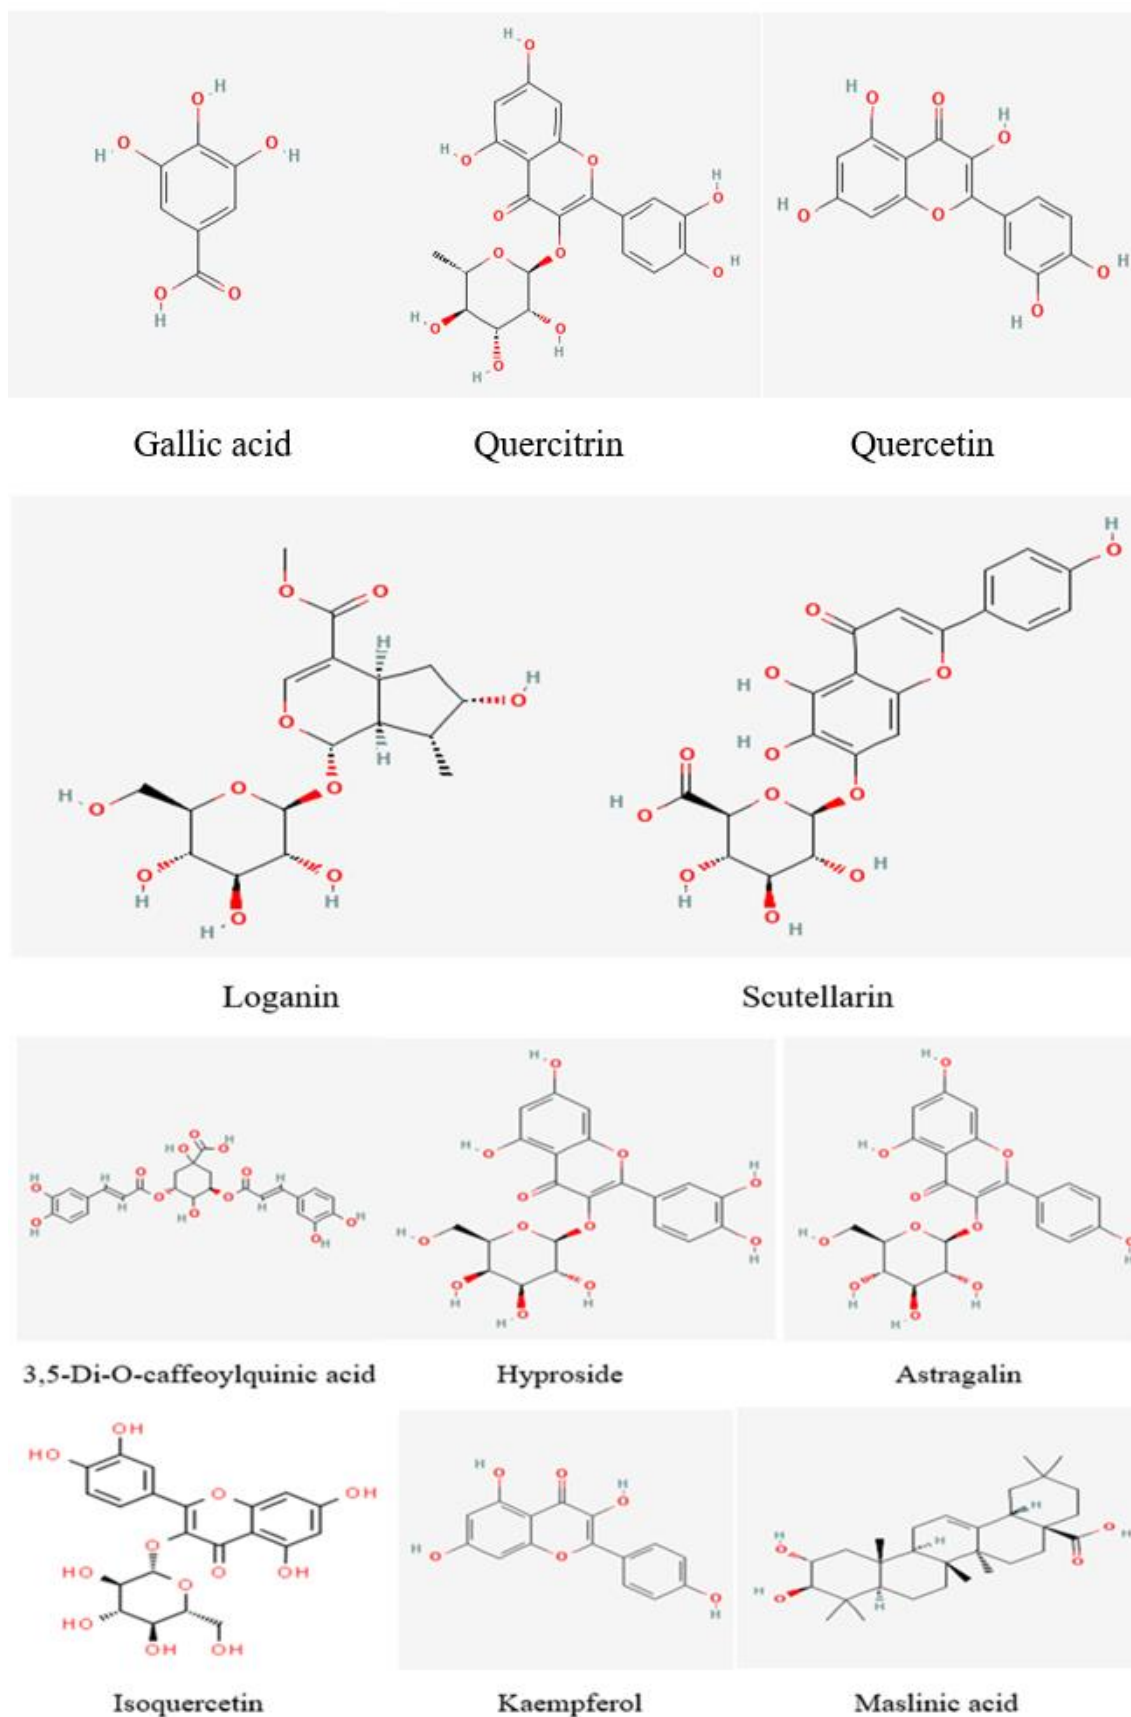 Gallic acid Quercitrin Quercetin
Loganin Scutellarin
3,5-Di-O-caffeoylquinic acid Hyproside Astragalin
Isoquercetin Kaempferol Maslinic acid